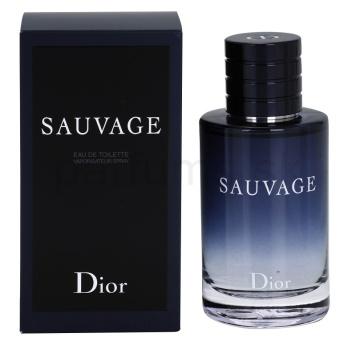 SAUVAGE
EAU DE TOILETTE
VAPORISATEUR SPRAY
Dior
SAUVAGE
Dior